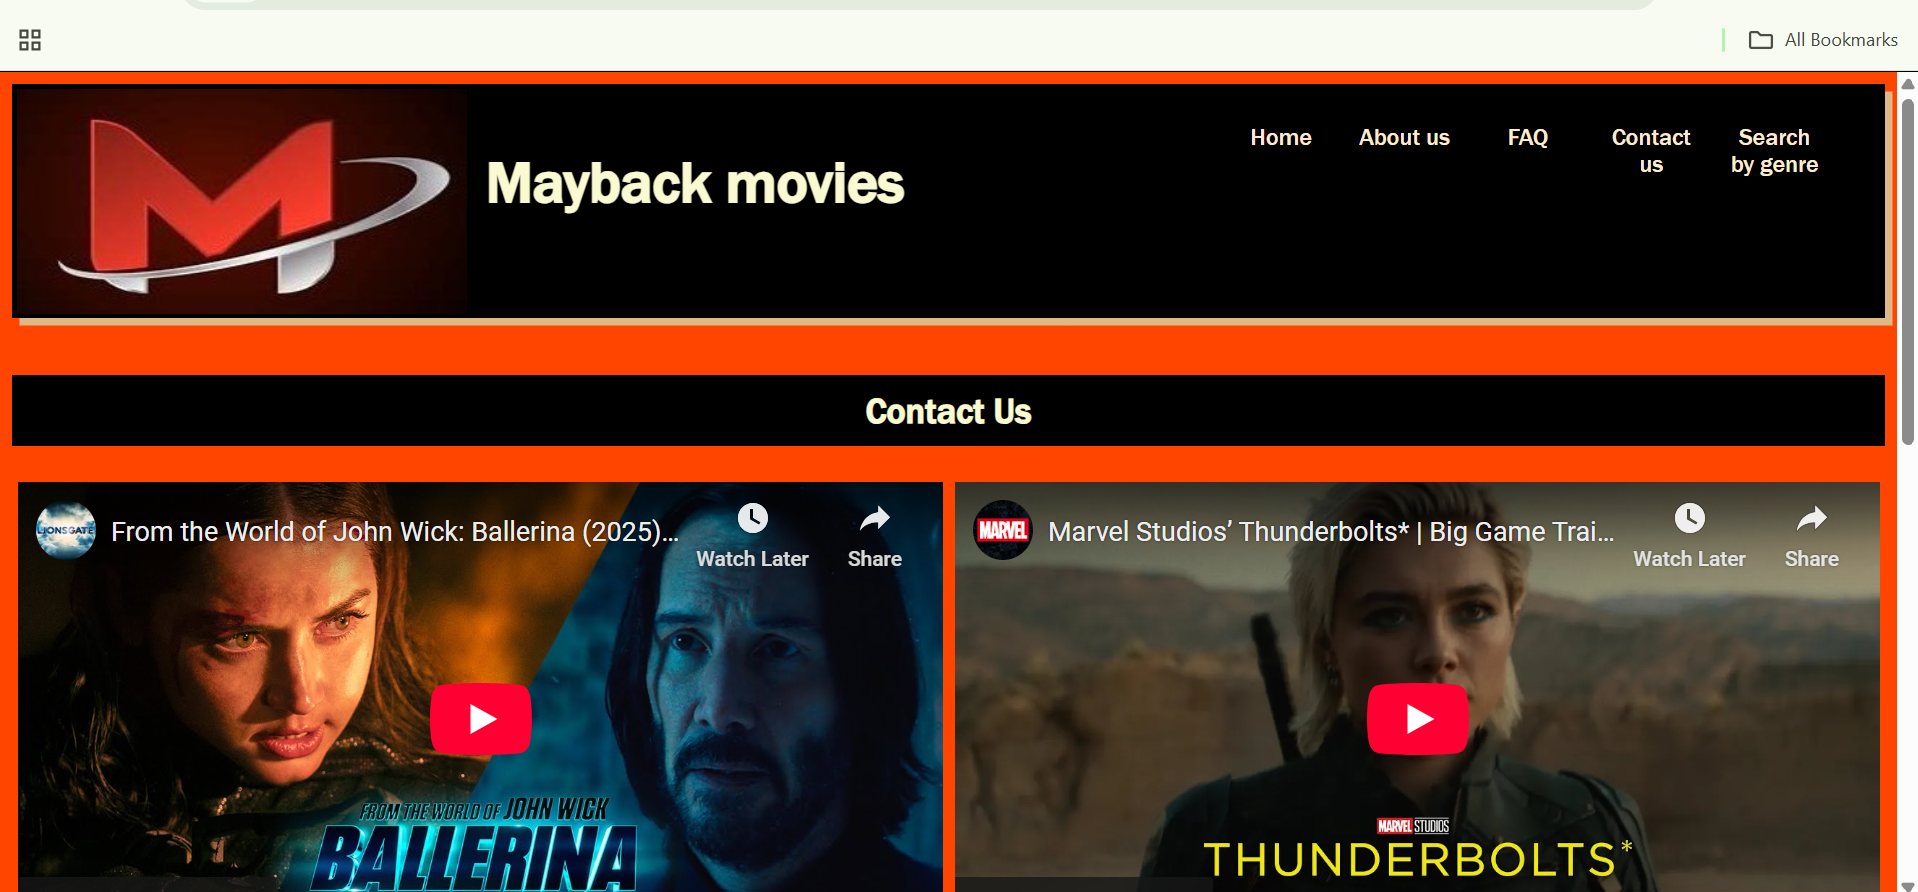 All Bookmarks
M
Mayback movies
Home About us FAQ Contact us Search by genre
Contact Us
LIONSGATE
From the World of John Wick: Ballerina (2025)...
Watch Later
Share
FROM THE WORLD OF JOHN WICK
BALLERINA
MARVEL
Marvel Studios’ Thunderbolts* | Big Game Trai...
Watch Later
Share
MARVEL STUDIOS
THUNDERBOLTS*